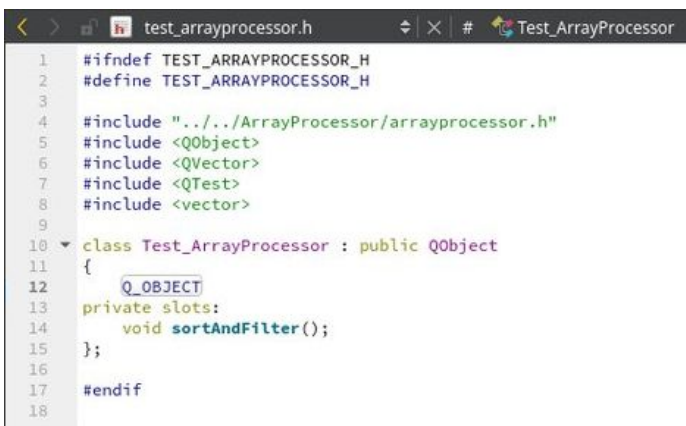 test_arrayprocessor.h # Test_ArrayProcessor
1 #ifndef TEST_ARRAYPROCESSOR_H
2 #define TEST_ARRAYPROCESSOR_H
3
4 #include "../../ArrayProcessor/arrayprocessor.h"
5 #include <QObject>
6 #include <QVector>
7 #include <QTest>
8 #include <vector>
9
10 class Test_ArrayProcessor : public QObject
11 {
12     Q_OBJECT
13 private slots:
14     void sortAndFilter();
15 };
16
17 #endif
18